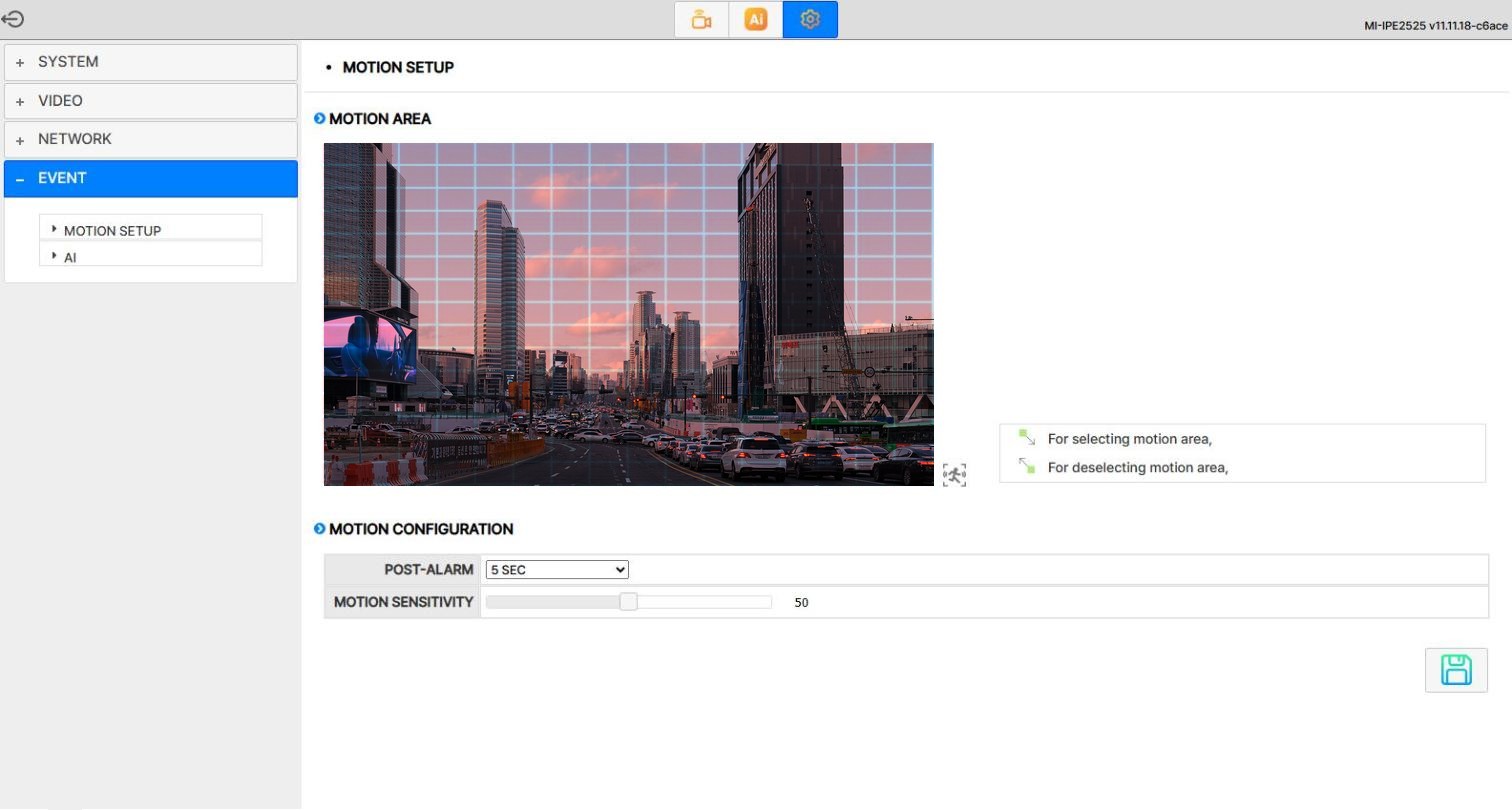 Ai
MI-IPE2525 v11.11.18-c6ace
+ SYSTEM
+ VIDEO
+ NETWORK
– EVENT
MOTION SETUP
AI
• MOTION SETUP
MOTION AREA
For selecting motion area,
For deselecting motion area,
MOTION CONFIGURATION
POST-ALARM 5 SEC
MOTION SENSITIVITY 50